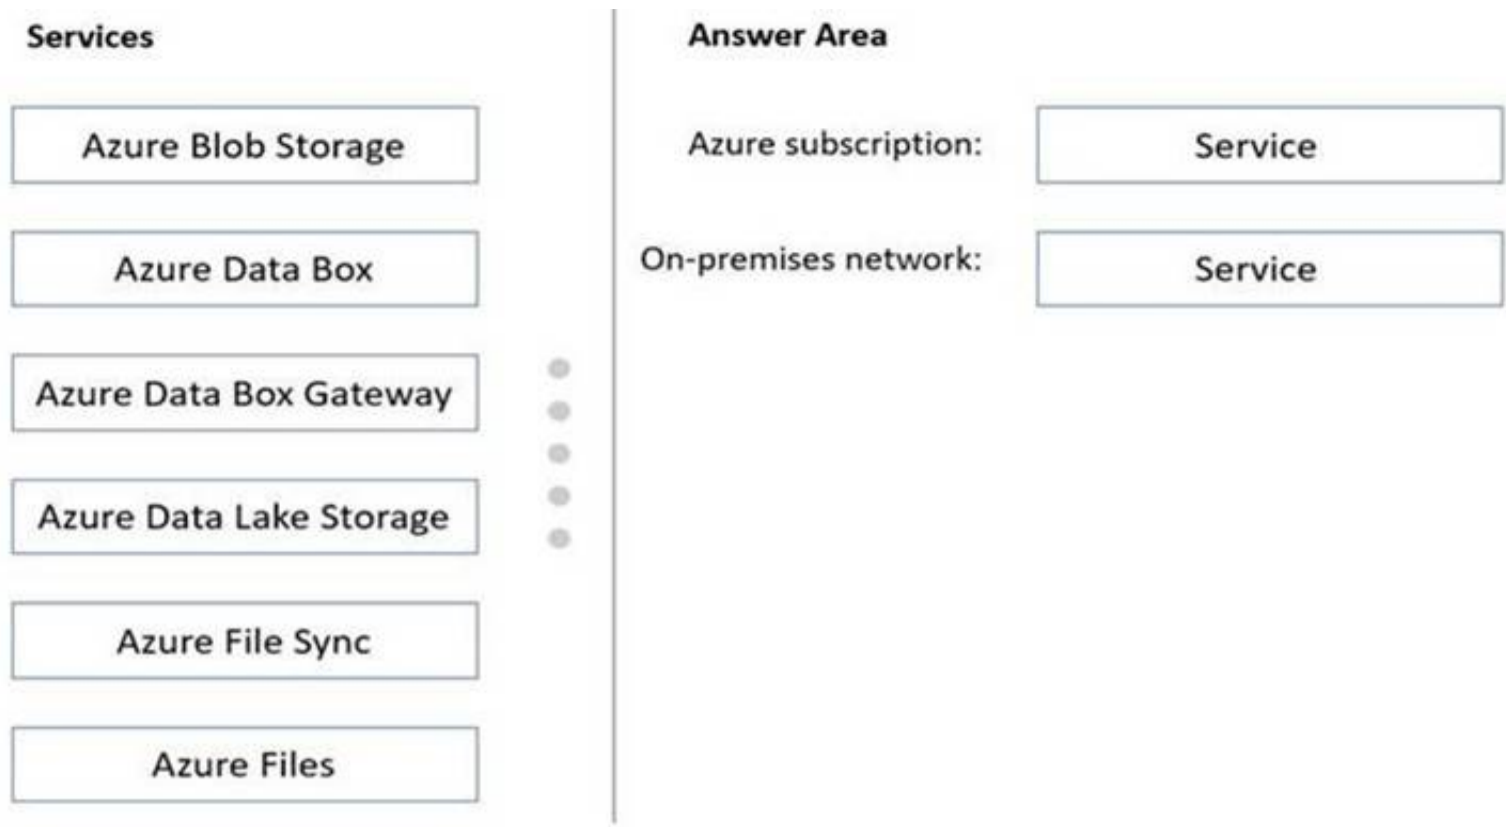 Services
Azure Blob Storage
Azure Data Box
Azure Data Box Gateway
Azure Data Lake Storage
Azure File Sync
Azure Files
Answer Area
Azure subscription:
Service
On-premises network:
Service